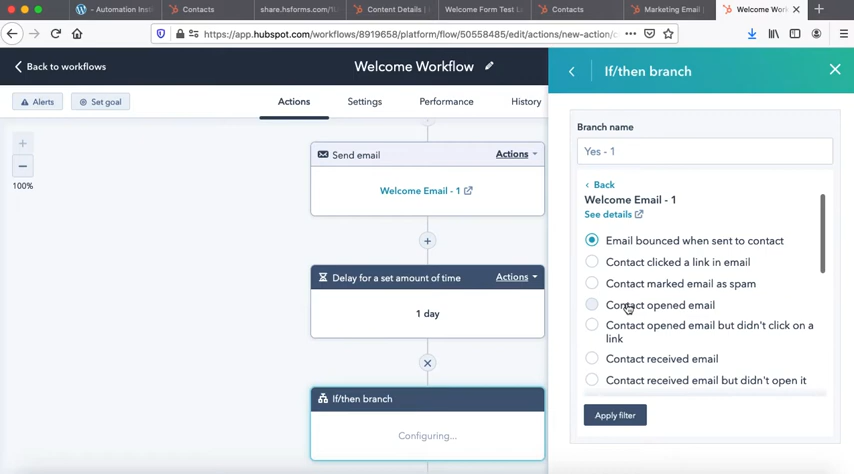 - Automation Inst
Contacts
share.hsforms.com/1
Content Details |
Welcome Form Test L
Contacts
Marketing Email |
Welcome Work
https://app.hubspot.com/workflows/8919658/platform/flow/50558485/edit/actions/new-action/
Back to workflows
Welcome Workflow
If/then branch
Alerts
Set goal
Actions
Settings
Performance
History
100%
Send email
Actions
Welcome Email - 1
Delay for a set amount of time
Actions
1 day
If/then branch
Configuring...
Branch name
Yes - 1
Back
Welcome Email - 1
See details
Email bounced when sent to contact
Contact clicked a link in email
Contact marked email as spam
Contact opened email
Contact opened email but didn't click on a
link
Contact received email
Contact received email but didn't open it
Apply filter